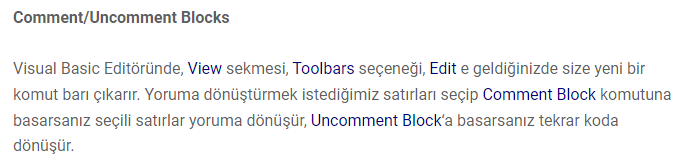 Comment/Uncomment Blocks
Visual Basic Editöründe, View sekmesi, Toolbars seçeneği, Edit e geldiğinizde size yeni bir
komut barı çıkarır. Yoruma dönüştürmek istediğimiz satırları seçip Comment Block komutuna
basarsanız seçili satırlar yoruma dönüşür, Uncomment Block‘a basarsanız tekrar koda
dönüşür.